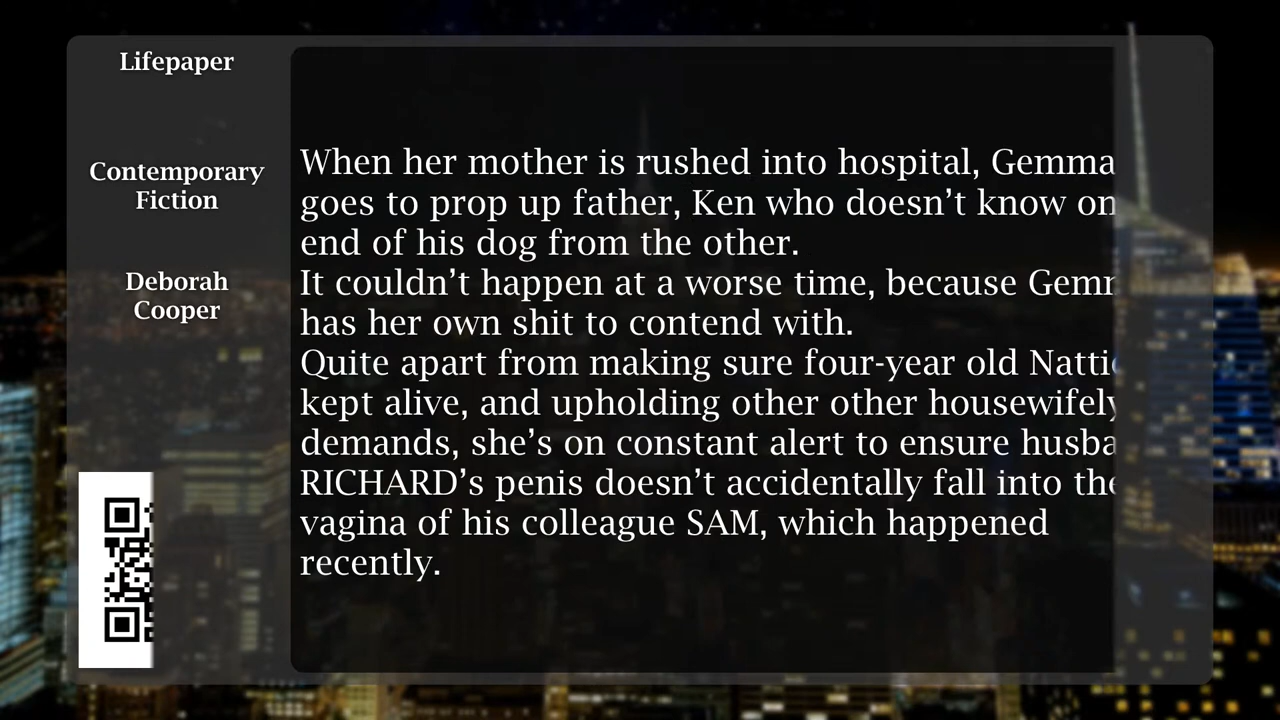 Lifepaper
Contemporary
Fiction
Deborah
Cooper
When her mother is rushed into hospital, Gemma
goes to prop up father, Ken who doesn’t know
end of his dog from the other.
It couldn’t happen at a worse time, because
has her own shit to contend with.
Quite apart from making sure four-year old
kept alive, and upholding other other housewifely
demands, she’s on constant alert to ensure
RICHARD’s penis doesn’t accidentally fall into the
vagina of his colleague SAM, which happened
recently.